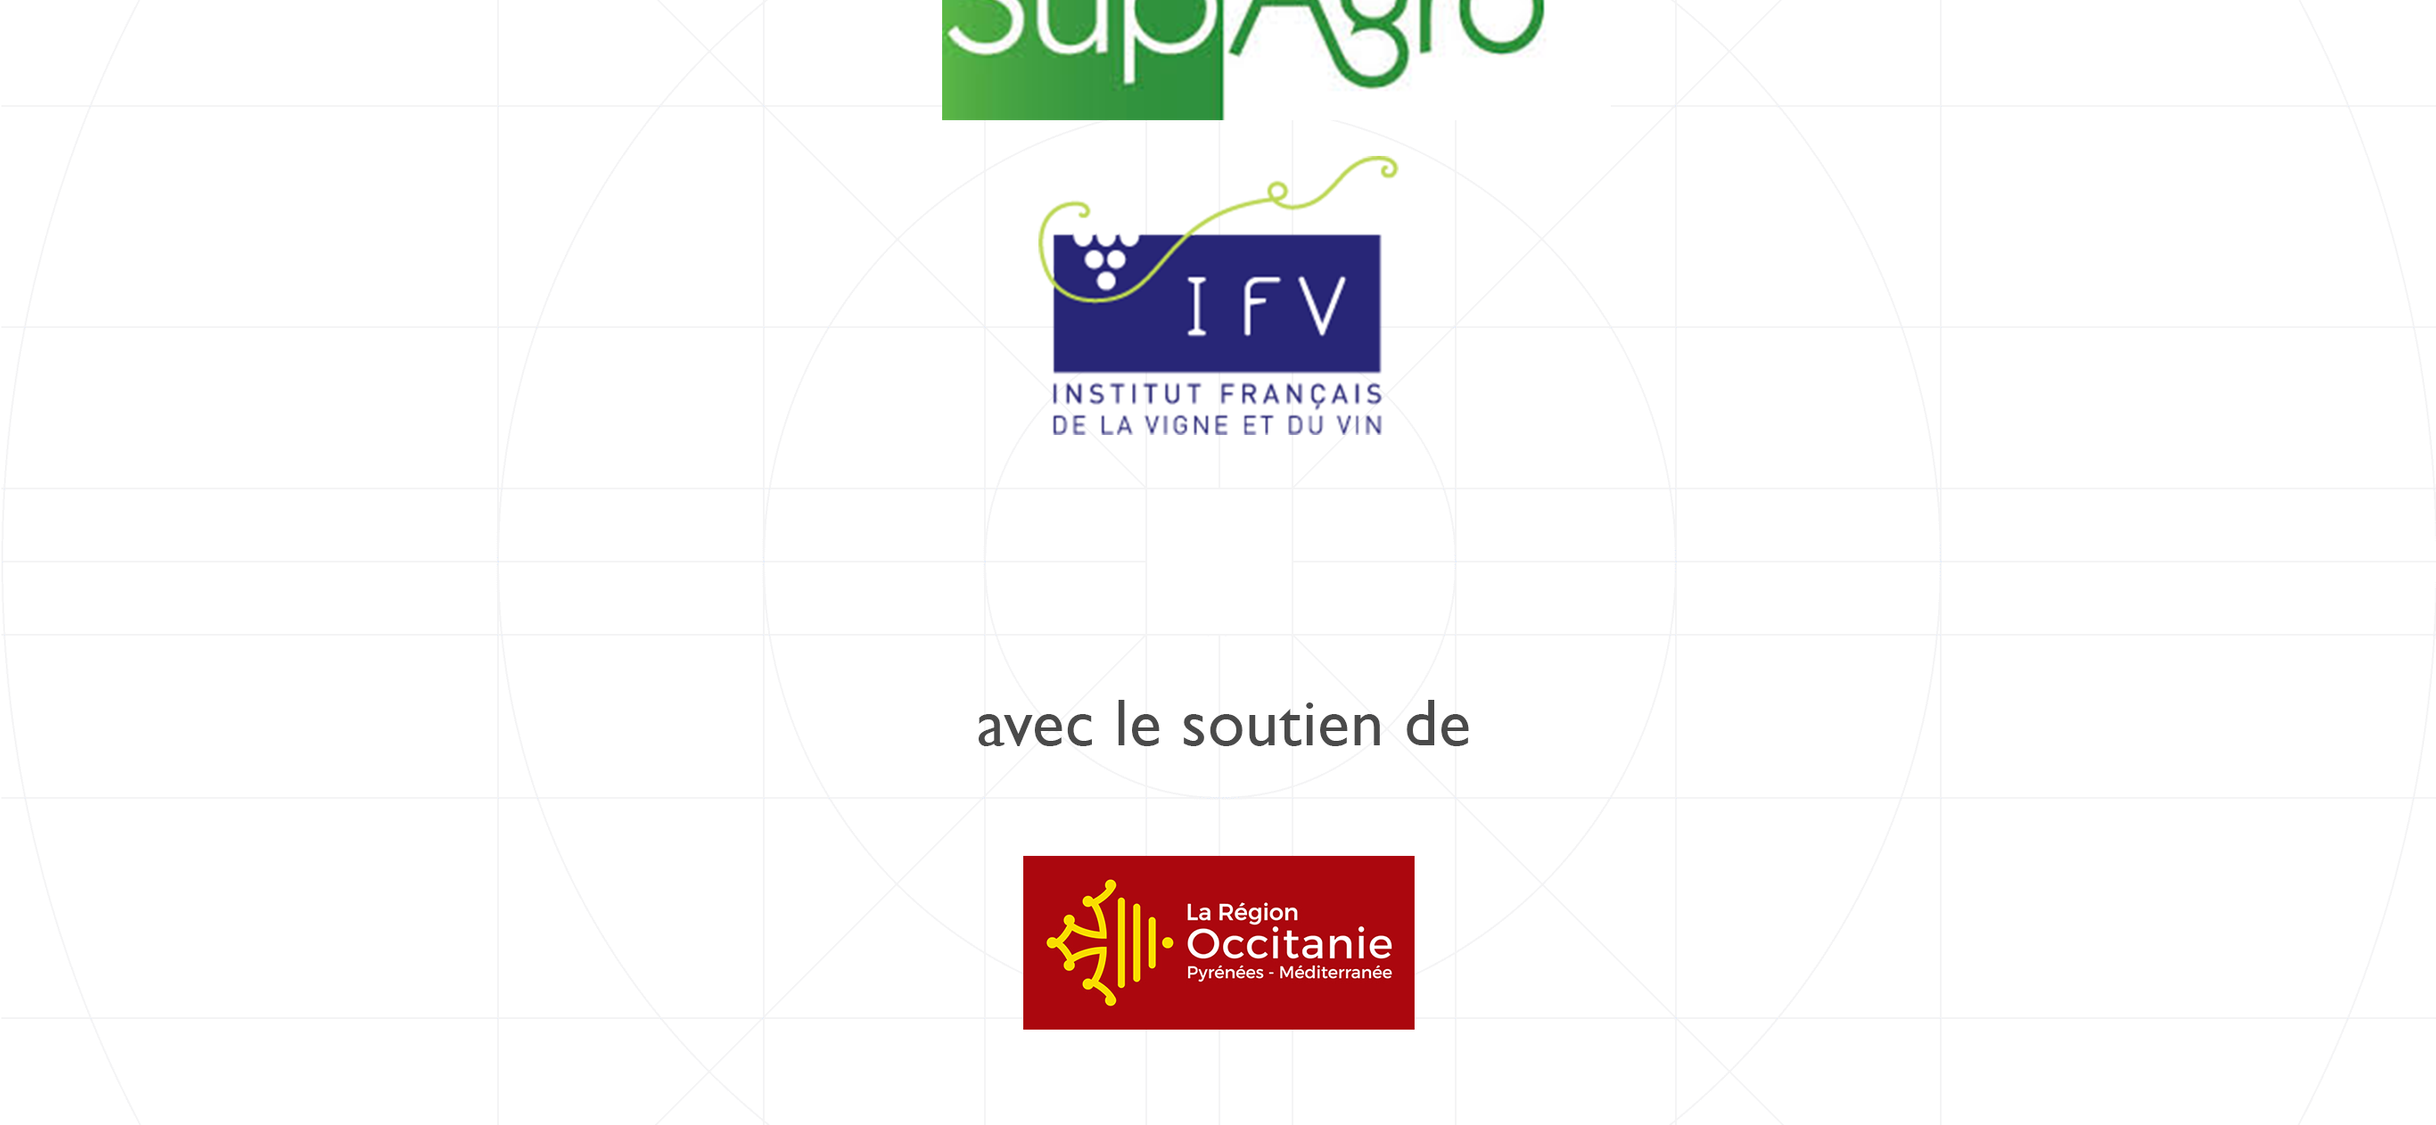 SupAgro
IFV
INSTITUT FRANÇAIS
DE LA VIGNE ET DU VIN
avec le soutien de
La Région
Occitanie
Pyrénées - Méditerranée